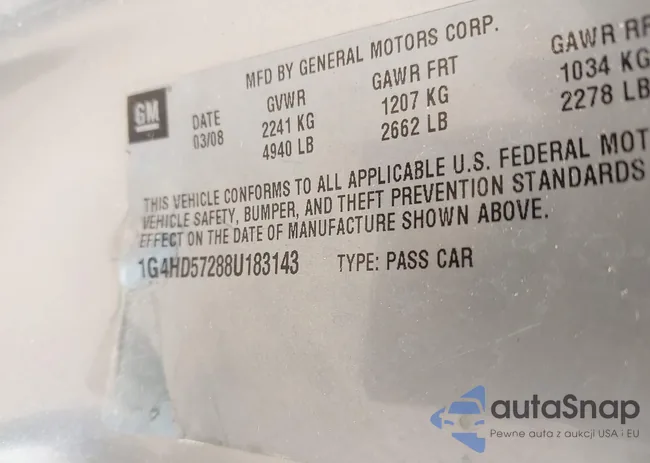 MFD BY GENERAL MOTORS CORP.
GM
DATE GVWR GAWR FRT GAWR RR
03/08 2241 KG 1207 KG 1034 KG
4940 LB 2662 LB 2278 LB
THIS VEHICLE CONFORMS TO ALL APPLICABLE U.S. FEDERAL MOT
VEHICLE SAFETY, BUMPER, AND THEFT PREVENTION STANDARDS
EFFECT ON THE DATE OF MANUFACTURE SHOWN ABOVE.
1G4HD57288U183143 TYPE: PASS CAR
autaSnap
Pewne auta z aukcji USA i EU